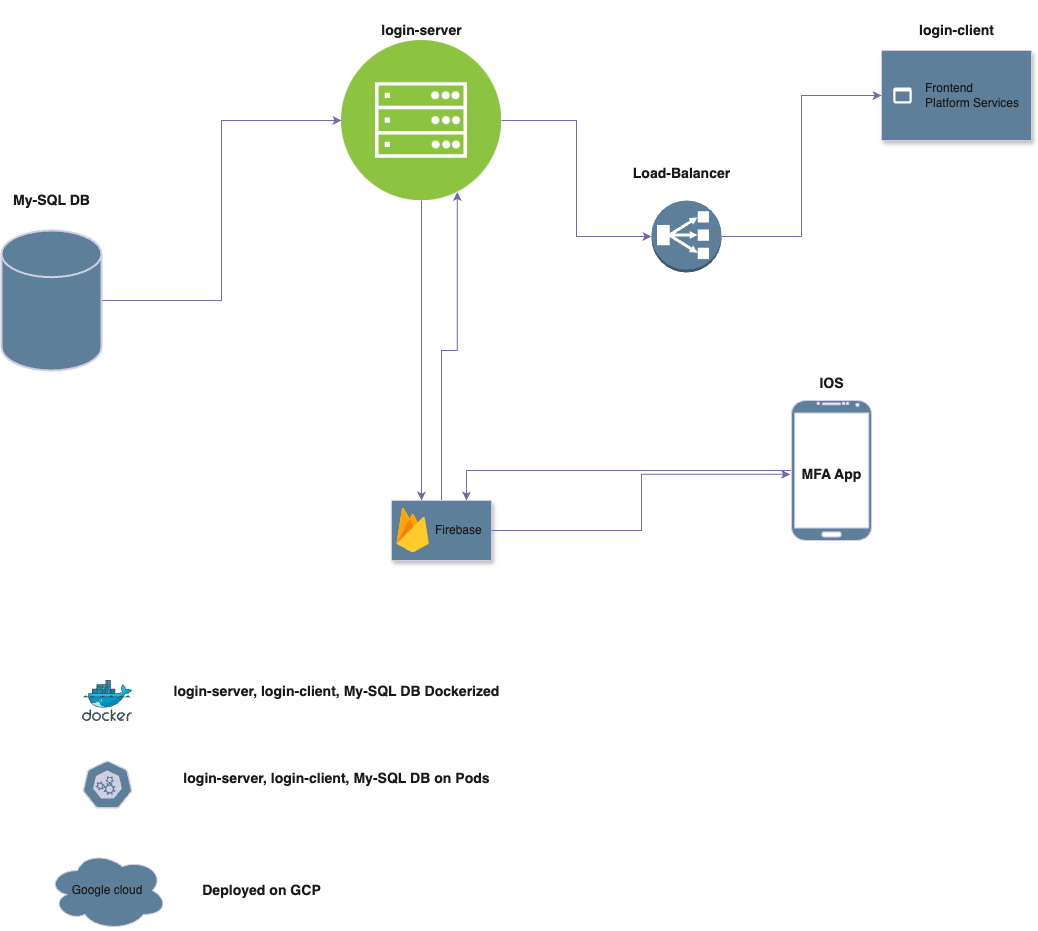 login-server
login-client
Frontend
Platform Services
Load-Balancer
My-SQL DB
IOS
MFA App
Firebase
docker
login-server, login-client, My-SQL DB Dockerized
login-server, login-client, My-SQL DB on Pods
Google cloud
Deployed on GCP